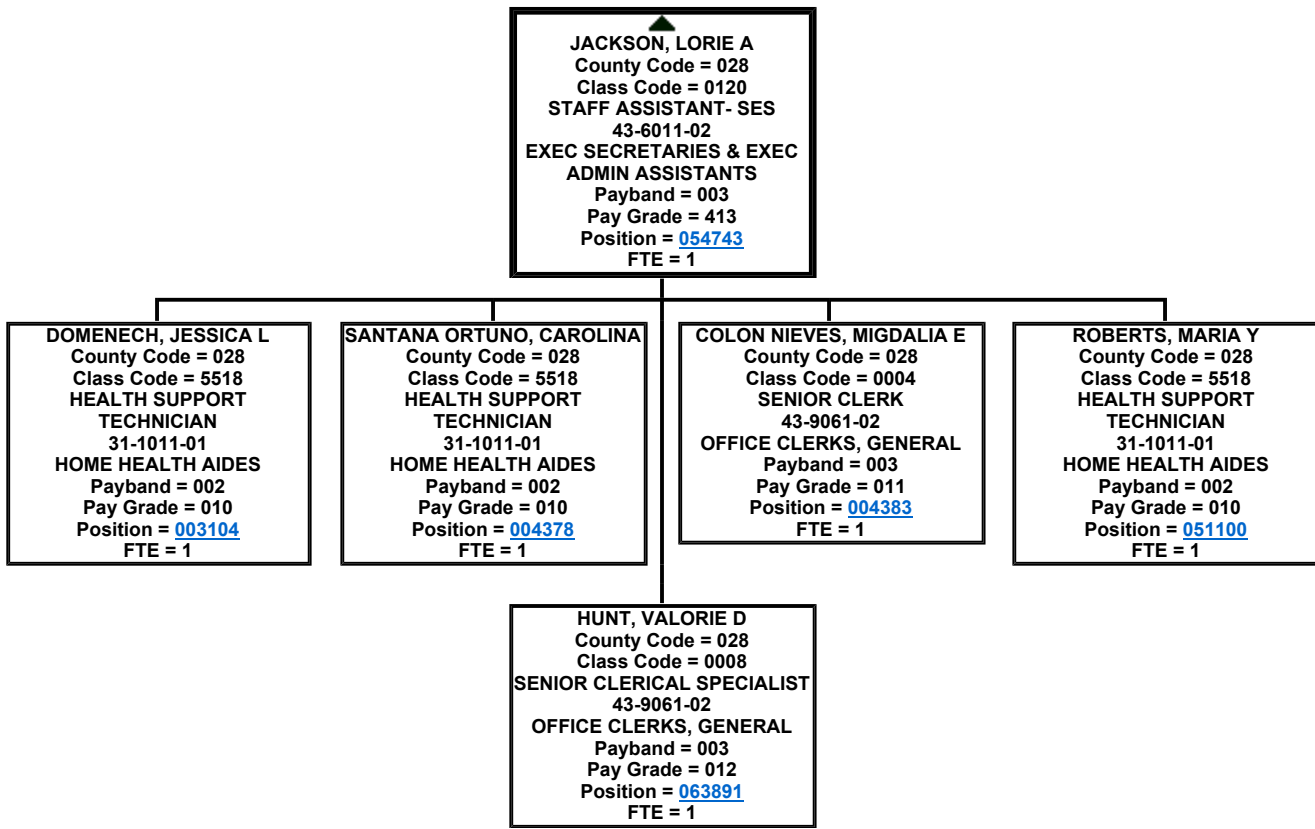 JACKSON, LORIE A
County Code = 028
Class Code = 0120
STAFF ASSISTANT- SES
43-6011-02
EXEC SECRETARIES & EXEC
ADMIN ASSISTANTS
Payband = 003
Pay Grade = 413
Position = 054743
FTE = 1
DOMENECH, JESSICA L
County Code = 028
Class Code = 5518
HEALTH SUPPORT
TECHNICIAN
31-1011-01
HOME HEALTH AIDES
Payband = 002
Pay Grade = 010
Position = 003104
FTE = 1
SANTANA ORTUNO, CAROLINA
County Code = 028
Class Code = 5518
HEALTH SUPPORT
TECHNICIAN
31-1011-01
HOME HEALTH AIDES
Payband = 002
Pay Grade = 010
Position = 004378
FTE = 1
COLON NIEVES, MIGDALIA E
County Code = 028
Class Code = 0004
SENIOR CLERK
43-9061-02
OFFICE CLERKS, GENERAL
Payband = 003
Pay Grade = 011
Position = 004383
FTE = 1
ROBERTS, MARIA Y
County Code = 028
Class Code = 5518
HEALTH SUPPORT
TECHNICIAN
31-1011-01
HOME HEALTH AIDES
Payband = 002
Pay Grade = 010
Position = 051100
FTE = 1
HUNT, VALORIE D
County Code = 028
Class Code = 0008
SENIOR CLERICAL SPECIALIST
43-9061-02
OFFICE CLERKS, GENERAL
Payband = 003
Pay Grade = 012
Position = 063891
FTE = 1